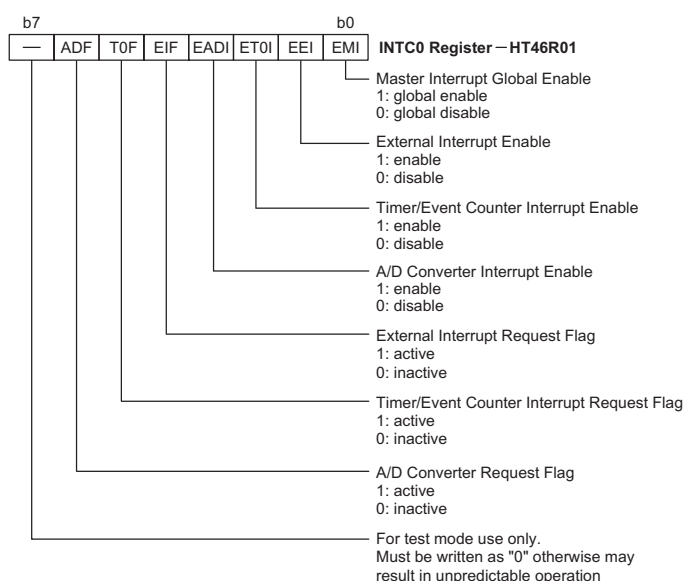 b7 b0
— ADF T0F EIF EADI ET0I EEI EMI INTC0 Register—HT46R01
Master Interrupt Global Enable
1: global enable
0: global disable
External Interrupt Enable
1: enable
0: disable
Timer/Event Counter Interrupt Enable
1: enable
0: disable
A/D Converter Interrupt Enable
1: enable
0: disable
External Interrupt Request Flag
1: active
0: inactive
Timer/Event Counter Interrupt Request Flag
1: active
0: inactive
A/D Converter Request Flag
1: active
0: inactive
For test mode use only.
Must be written as "0" otherwise may
result in unpredictable operation